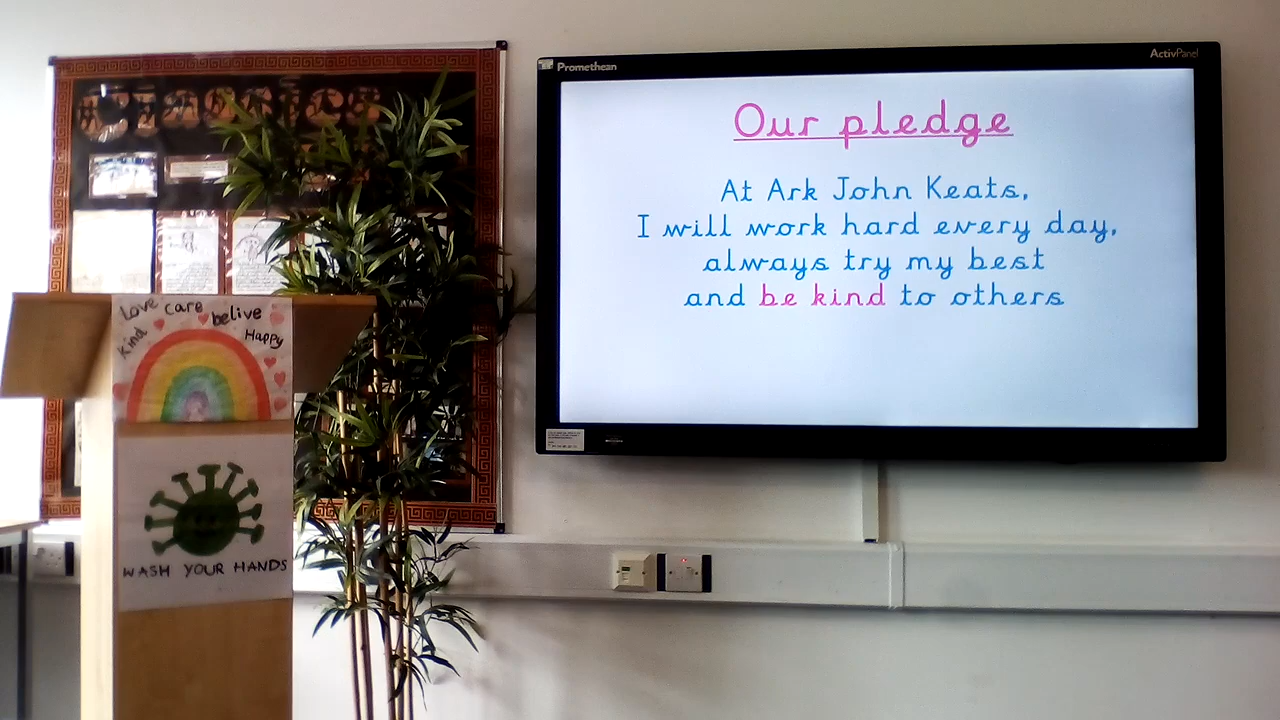 Classics
Promethean
ActivPanel
Our pledge
At Ark John Keats,
I will work hard every day,
always try my best
and be kind to others
Love care belive
kind Happy
WASH YOUR HANDS